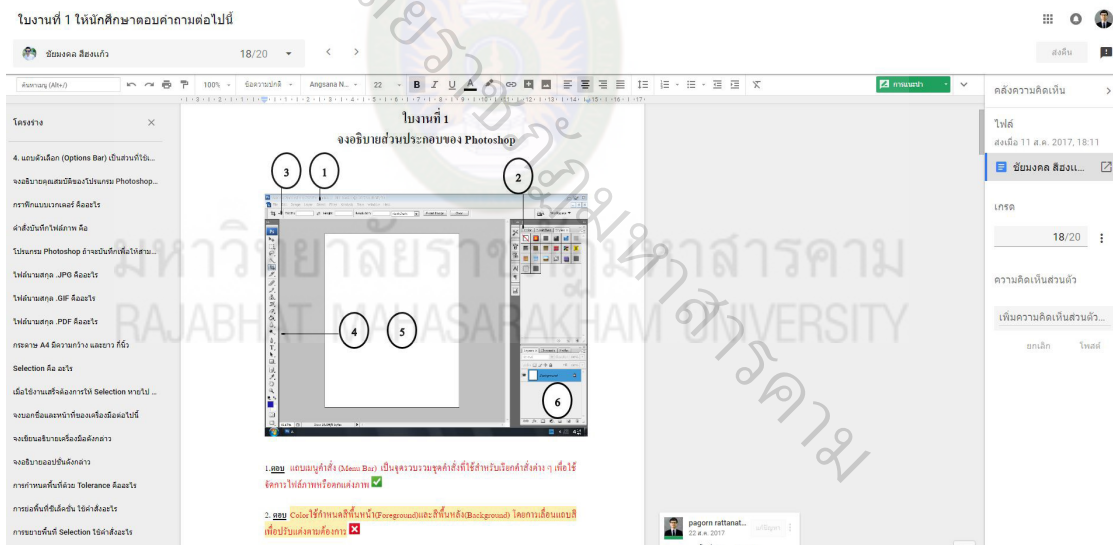 ใบงานที่ 1 ให้นักศึกษาตอบคำถามต่อไปนี้
ชัยมงคล สีฮงแก้ว
18/20
ส่งคืน
ค้นหาเมนู (Alt+/)
100%
ข้อความปกติ
Angsana N...
22
B I U A
การแนะนำ
คลังความคิดเห็น
โครงร่าง
4. แถบตัวเลือก (Options Bar) เป็นส่วนที่ใช้เ...
จงอธิบายคุณสมบัติของโปรแกรม Photoshop...
กราฟิกแบบเวกเตอร์ คืออะไร
คำสั่งบันทึกไฟล์ภาพ คือ
โปรแกรม Photoshop ถ้าจะบันทึกเพื่อให้สาม...
ไฟล์นามสกุล .JPG คืออะไร
ไฟล์นามสกุล .GIF คืออะไร
ไฟล์นามสกุล .PDF คืออะไร
กระดาษ A4 มีความกว้าง และยาว กี่นิ้ว
Selection คือ อะไร
เมื่อใช้งานเสร็จต้องการให้ Selection หายไป ...
จงบอกชื่อและหน้าที่ของเครื่องมือต่อไปนี้
จงเขียนอธิบายเครื่องมือดังกล่าว
จงอธิบายออปชั่นดังกล่าว
การกำหนดพื้นที่ด้วย Tolerance คืออะไร
การย่อพื้นที่ซีเล็คชั่น ใช้คำสั่งอะไร
การขยายพื้นที่ Selection ใช้คำสั่งอะไร
ใบงานที่ 1
จงอธิบายส่วนประกอบของ Photoshop
3
1
2
4
5
6
1.ตอบ แถบเมนูคำสั่ง (Menu Bar) เป็นจุดรวบรวมชุดคำสั่งที่ใช้สำหรับเรียกคำสั่งต่าง ๆ เพื่อใช้
จัดการไฟล์ภาพหรือตกแต่งภาพ
2. ตอบ Colorใช้กำหนดสีพื้นหน้า(Foreground)และสีพื้นหลัง(Background) โดยการเลื่อนแถบสี
เพื่อปรับแต่งตามต้องการ
pagorn rattanat...
22 ส.ค. 2017
แก้ปัญหา
ไฟล์
ส่งเมื่อ 11 ส.ค. 2017, 18:11
ชัยมงคล สีฮงแ...
เกรด
18/20
ความคิดเห็นส่วนตัว
เพิ่มความคิดเห็นส่วนตัว...
ยกเลิก
โพสต์
มหาวิทยาลัยราชภัฏมหาสารคาม
RAJABHAT MAHASARAKHAM UNIVERSITY